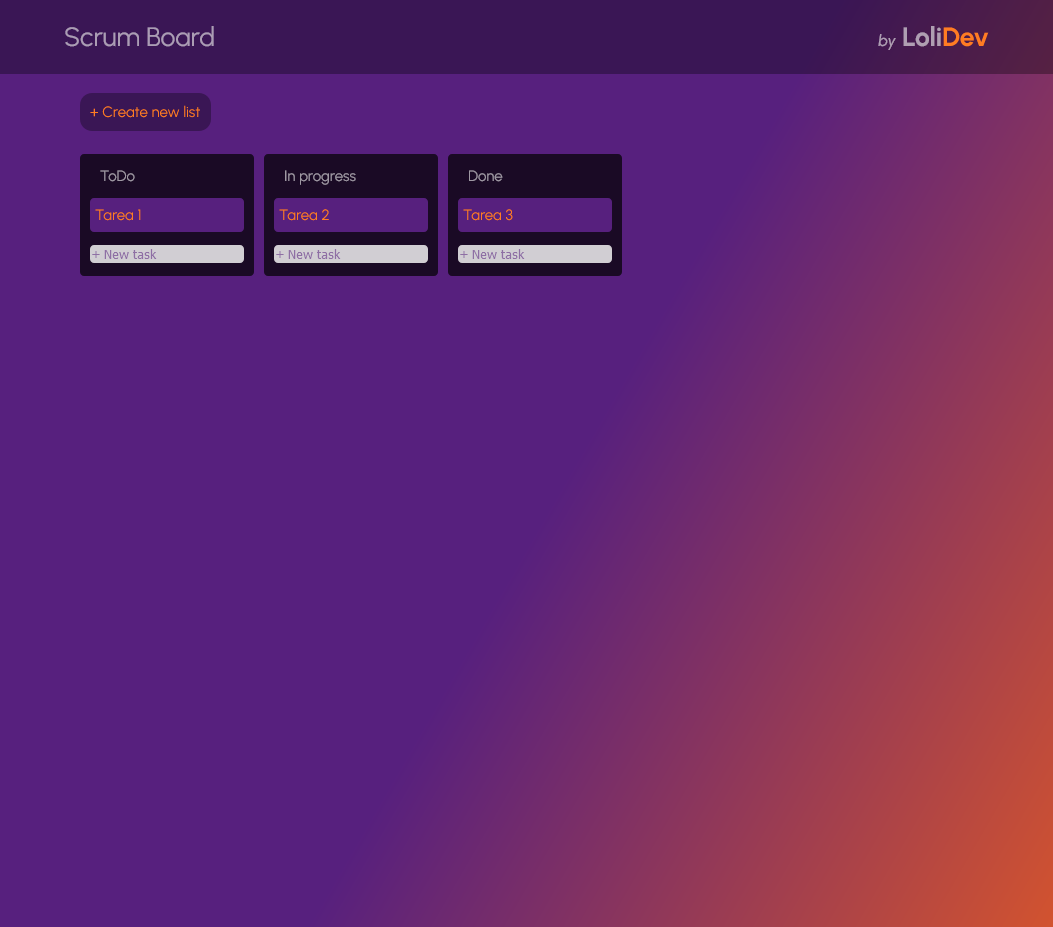 Scrum Board
by LoliDev
+ Create new list
ToDo
Tarea 1
+ New task
In progress
Tarea 2
+ New task
Done
Tarea 3
+ New task